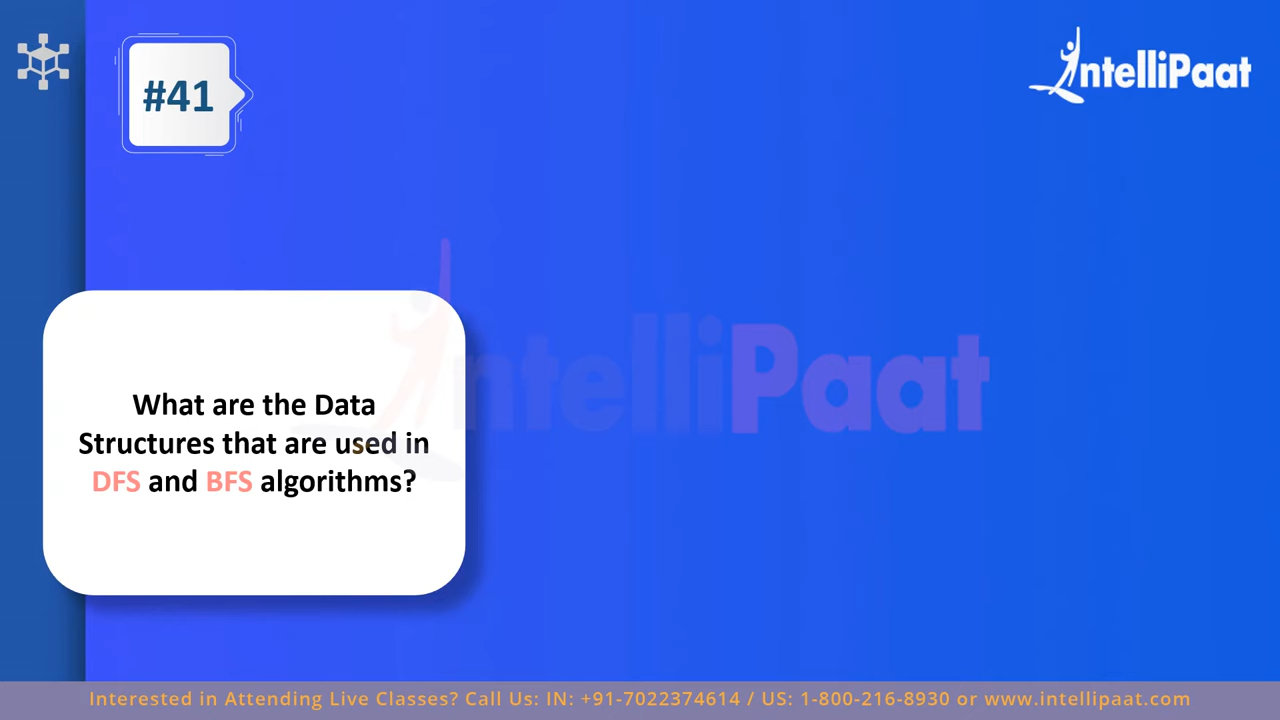 #41
IntelliPaat
What are the Data
Structures that are used in
DFS and BFS algorithms?
IntelliPaat
Interested in Attending Live Classes? Call Us: IN: +91-7022374614 / US: 1-800-216-8930 or www.intellipaat.com